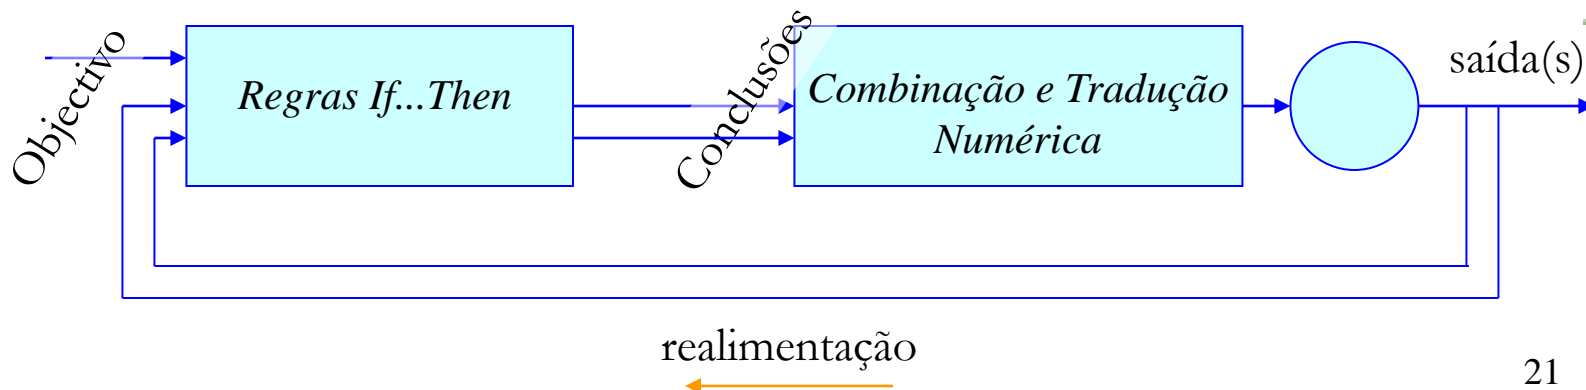 Objectivo
Regras If...Then
Conclusões
Combinação e Tradução
Numérica
saída(s)
realimentação
21